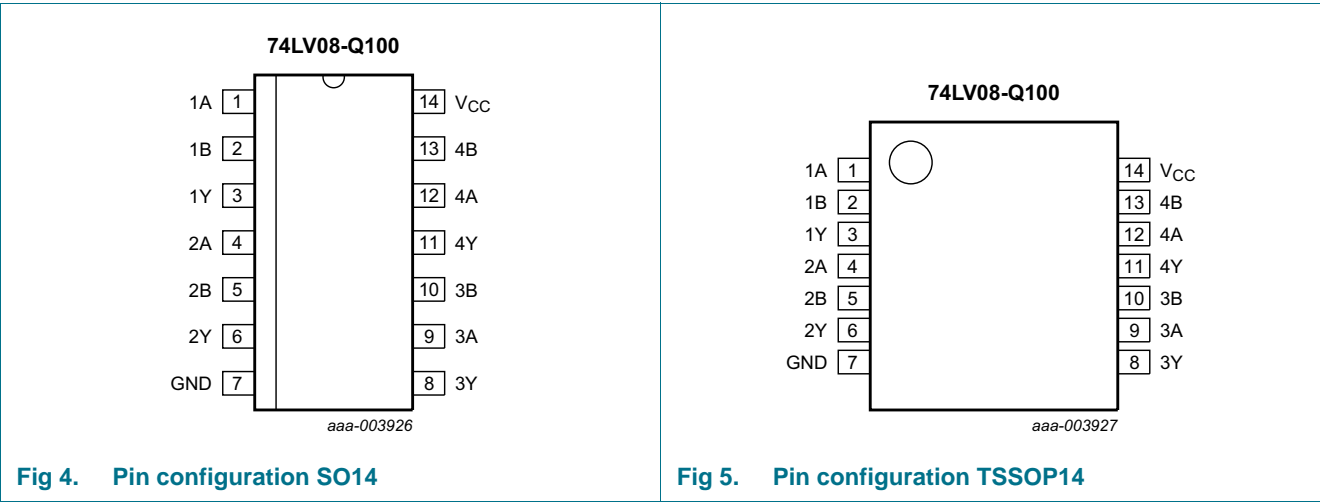 74LV08-Q100
1A 1 14 VCC
1B 2 13 4B
1Y 3 12 4A
2A 4 11 4Y
2B 5 10 3B
2Y 6 9 3A
GND 7 8 3Y
aaa-003926
Fig 4. Pin configuration SO14
74LV08-Q100
1A 1 14 VCC
1B 2 13 4B
1Y 3 12 4A
2A 4 11 4Y
2B 5 10 3B
2Y 6 9 3A
GND 7 8 3Y
aaa-003927
Fig 5. Pin configuration TSSOP14